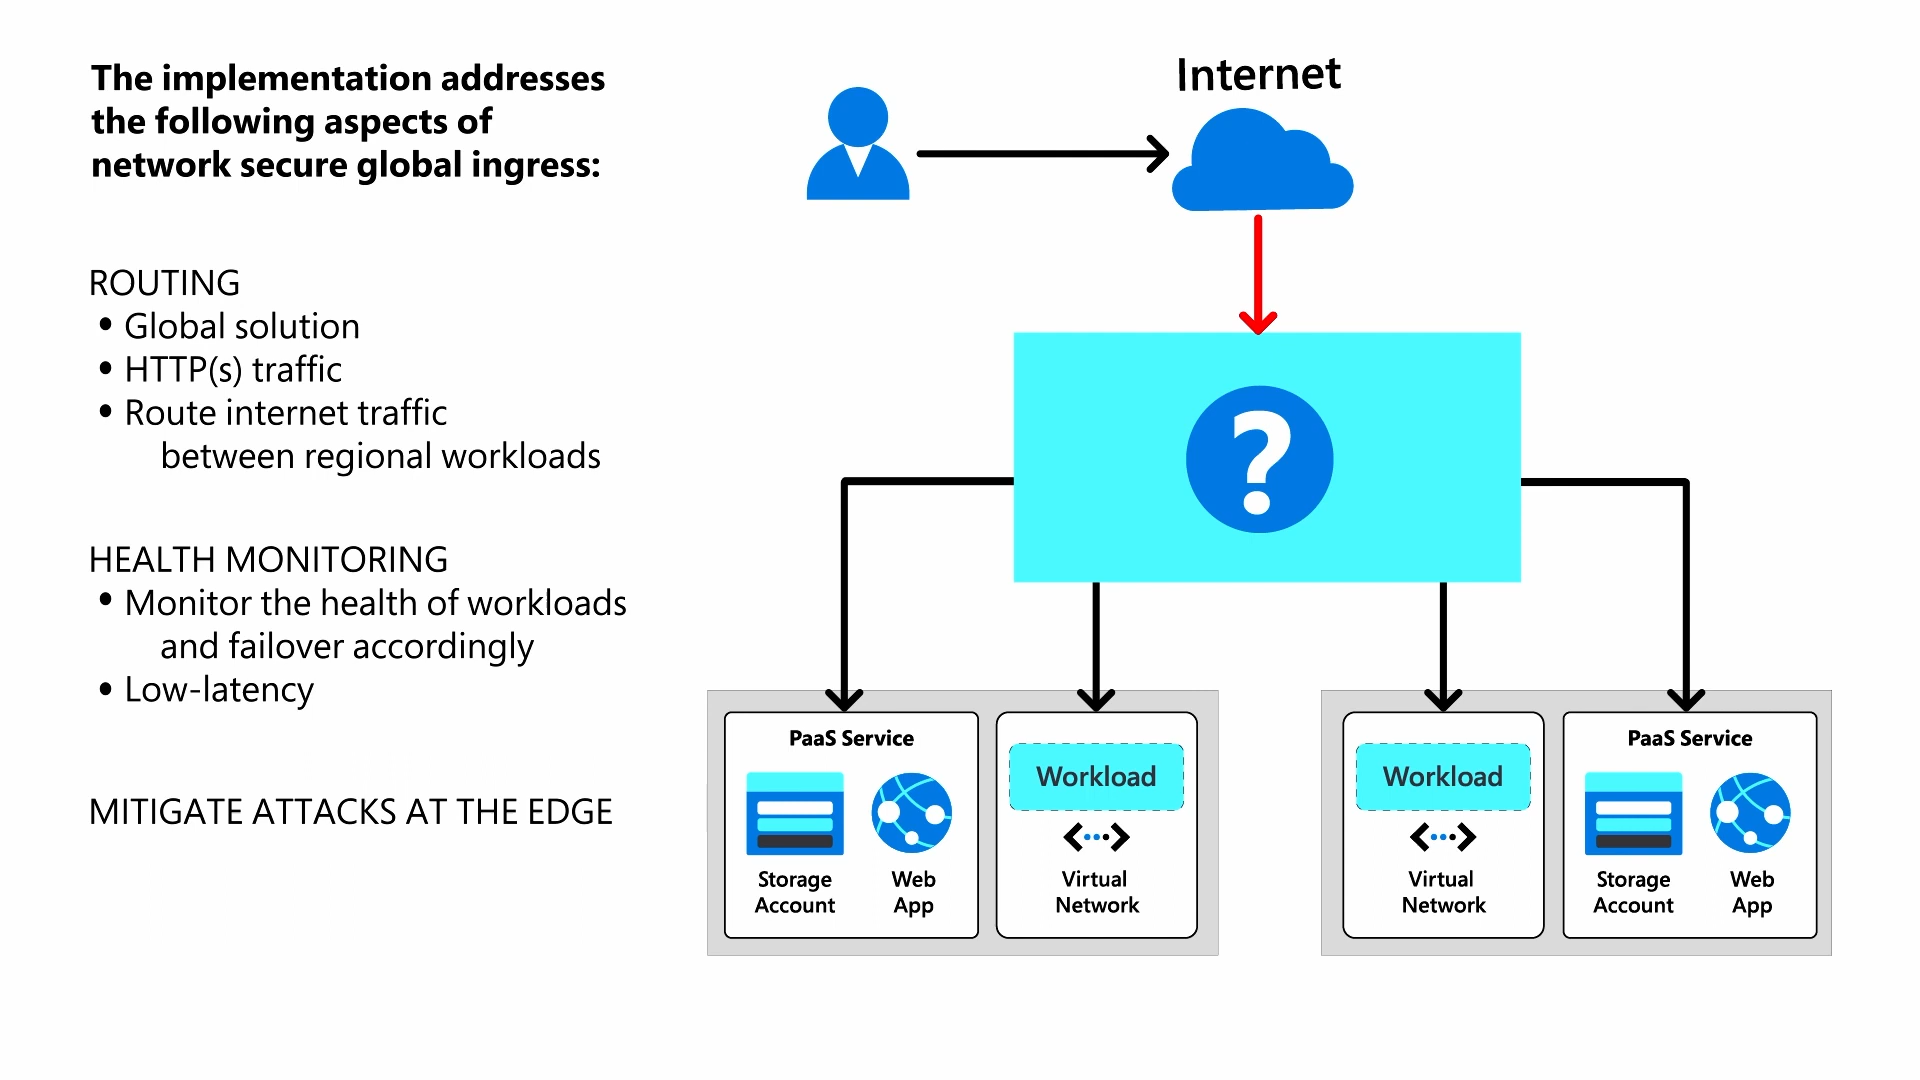 The implementation addresses
the following aspects of
network secure global ingress:
ROUTING
• Global solution
• HTTP(s) traffic
• Route internet traffic
between regional workloads
HEALTH MONITORING
• Monitor the health of workloads
and failover accordingly
• Low-latency
MITIGATE ATTACKS AT THE EDGE
Internet
?
PaaS Service
Storage
Account
Web
App
Workload
Virtual
Network
Workload
Virtual
Network
PaaS Service
Storage
Account
Web
App